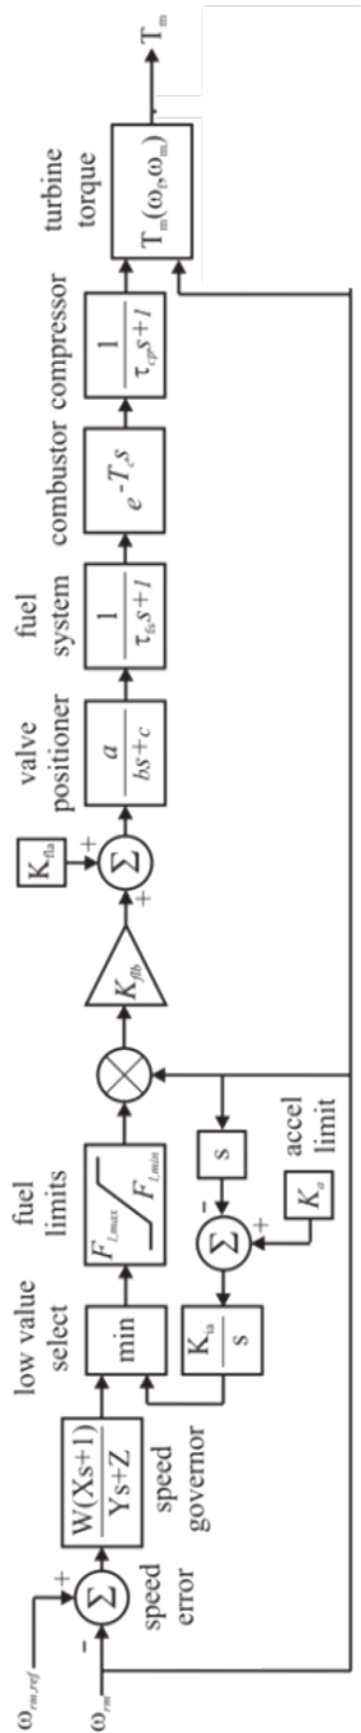 ω_rm,ref
ω_rm
+
-
Σ
speed
error
W(Xs+1)
Ys+Z
speed
governor
low value
select
min
K_ia
s
fuel
limits
F_l,max
F_l,min
Σ
-
+
s
K_a
accel
limit
K_flb
K_fla
+
+
Σ
valve
positioner
a
bs+c
fuel
system
1
τ_fs s+1
combustor
e^-T_c s
compressor
1
τ_cp s+1
turbine
torque
T_m(ω_f,ω_m)
T_m